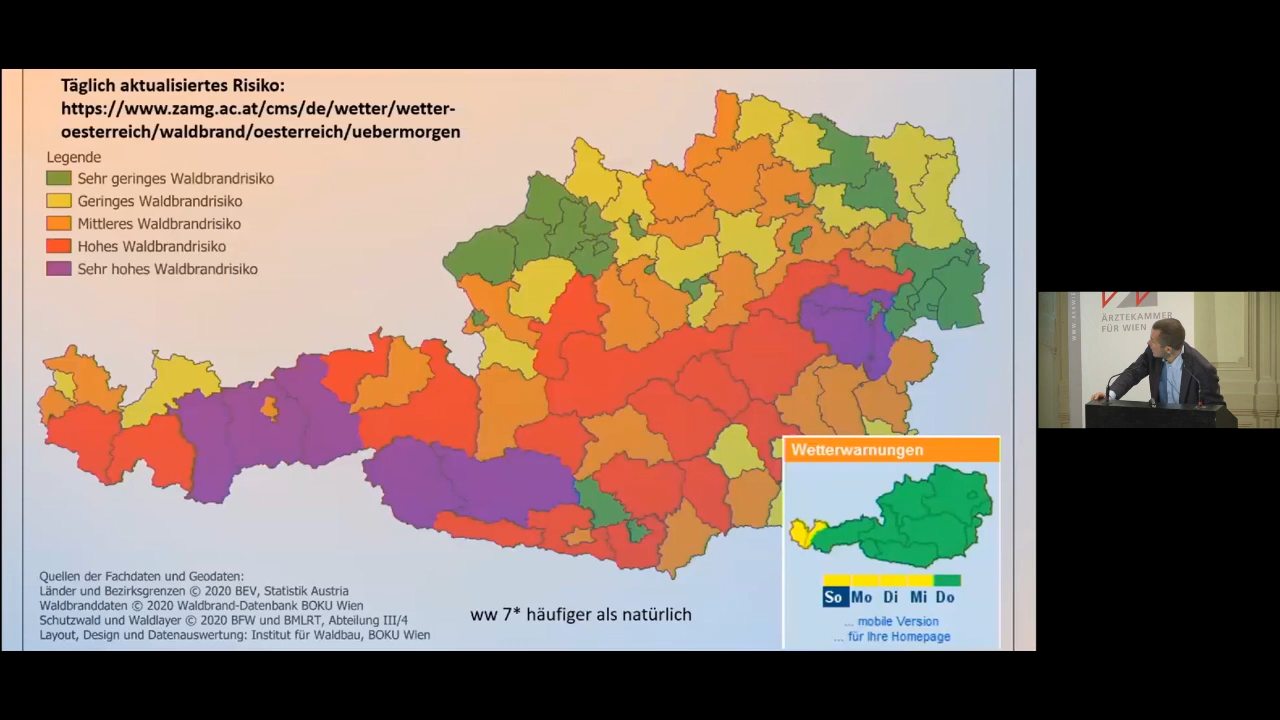 Täglich aktualisiertes Risiko:
https://www.zamg.ac.at/cms/de/wetter/wetter-
oesterreich/waldbrand/oesterreich/uebermorgen
Legende
Sehr geringes Waldbrandrisiko
Geringes Waldbrandrisiko
Mittleres Waldbrandrisiko
Hohes Waldbrandrisiko
Sehr hohes Waldbrandrisiko
Quellen der Fachdaten und Geodaten:
Länder und Bezirksgrenzen © 2020 BEV, Statistik Austria
Waldbranddaten © 2020 Waldbrand-Datenbank BOKU Wien
Schutzwald und Waldlayer © 2020 BFW und BMLRT, Abteilung III/4
Layout, Design und Datenauswertung: Institut für Waldbau, BOKU Wien
ww 7* häufiger als natürlich
Wetterwarnungen
So Mo Di Mi Do
... mobile Version
... für Ihre Homepage
ÄRZTEKAMMER
FÜR WIEN